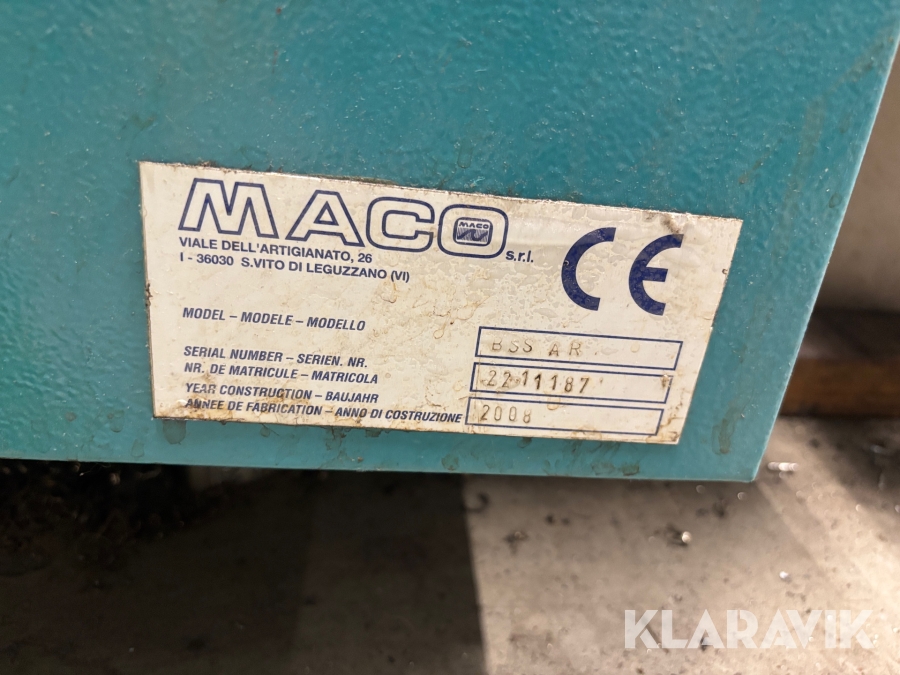 MACO
MACO
s.r.l.
VIALE DELL'ARTIGIANATO, 26
I - 36030 S.VITO DI LEGUZZANO (VI)
CE
MODEL – MODELE – MODELLO
BSS AR
SERIAL NUMBER – SERIEN. NR.
NR. DE MATRICULE – MATRICOLA
2211187
YEAR CONSTRUCTION – BAUJAHR
ANNEE DE FABRICATION – ANNO DI COSTRUZIONE
2008
KLARAVIK